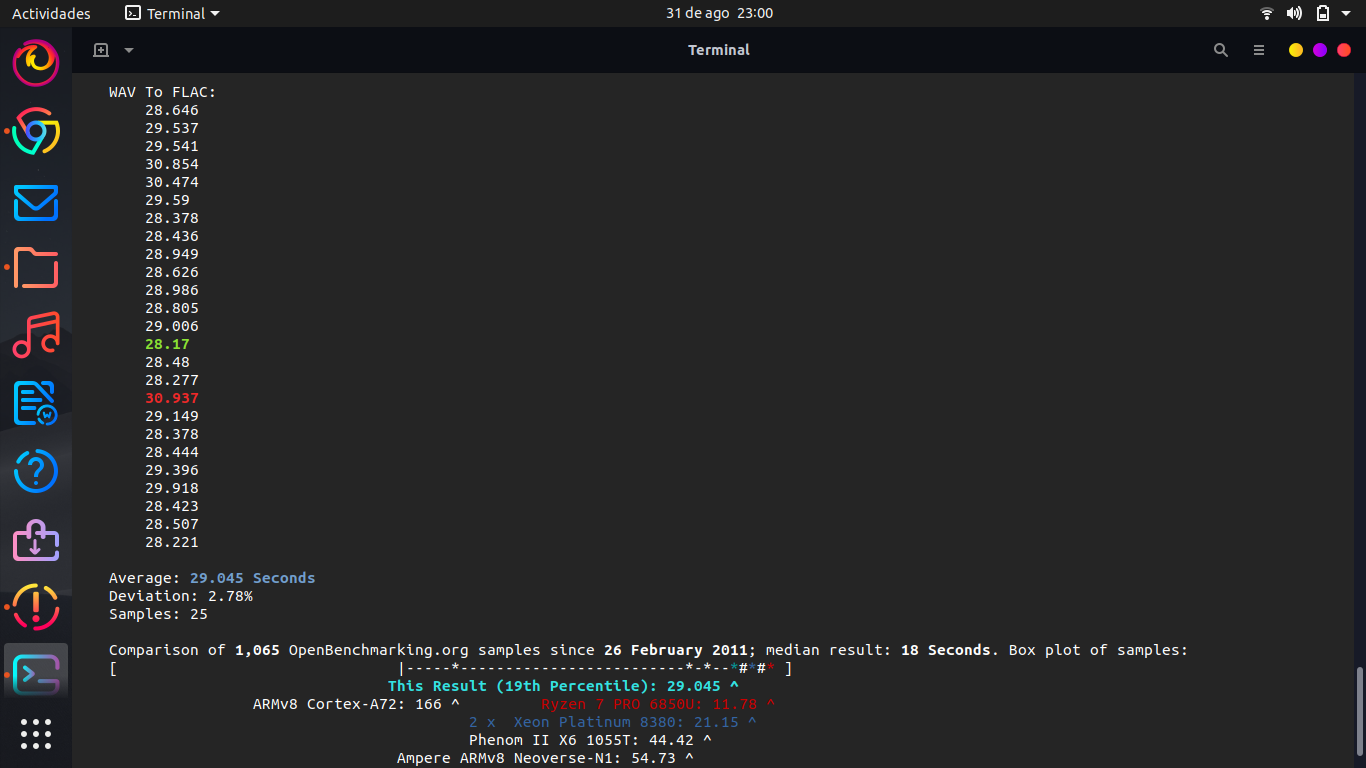 Actividades Terminal 31 de ago 23:00
Terminal
WAV To FLAC:
28.646
29.537
29.541
30.854
30.474
29.59
28.378
28.436
28.949
28.626
28.986
28.805
29.006
28.17
28.48
28.277
30.937
29.149
28.378
28.444
29.396
29.918
28.423
28.507
28.221
Average: 29.045 Seconds
Deviation: 2.78%
Samples: 25
Comparison of 1,065 OpenBenchmarking.org samples since 26 February 2011; median result: 18 Seconds. Box plot of samples:
[                                |-----*-------------------------*-*--*#*#* ]
This Result (19th Percentile): 29.045 ^
ARMv8 Cortex-A72: 166 ^         Ryzen 7 PRO 6850U: 11.78 ^
2 x  Xeon Platinum 8380: 21.15 ^
Phenom II X6 1055T: 44.42 ^
Ampere ARMv8 Neoverse-N1: 54.73 ^